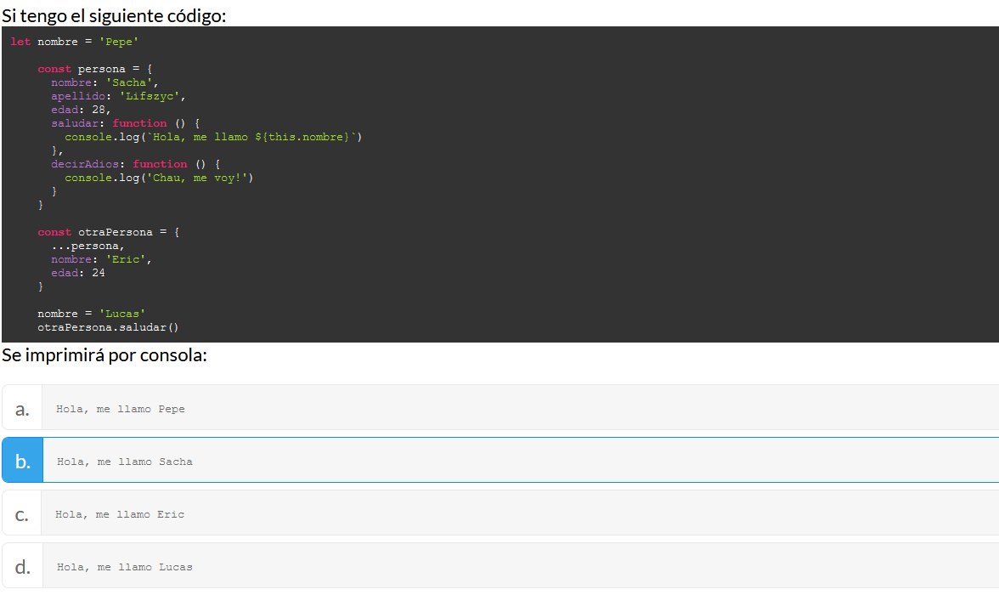 Si tengo el siguiente código:
let nombre = 'Pepe'
const persona = {
nombre: 'Sacha',
apellido: 'Lifszyc',
edad: 28,
saludar: function () {
console.log(`Hola, me llamo ${this.nombre}`)
},
decirAdios: function () {
console.log('Chau, me voy!')
}
}
const otraPersona = {
...persona,
nombre: 'Eric',
edad: 24
}
nombre = 'Lucas'
otraPersona.saludar()
Se imprimirá por consola:
a. Hola, me llamo Pepe
b. Hola, me llamo Sacha
c. Hola, me llamo Eric
d. Hola, me llamo Lucas